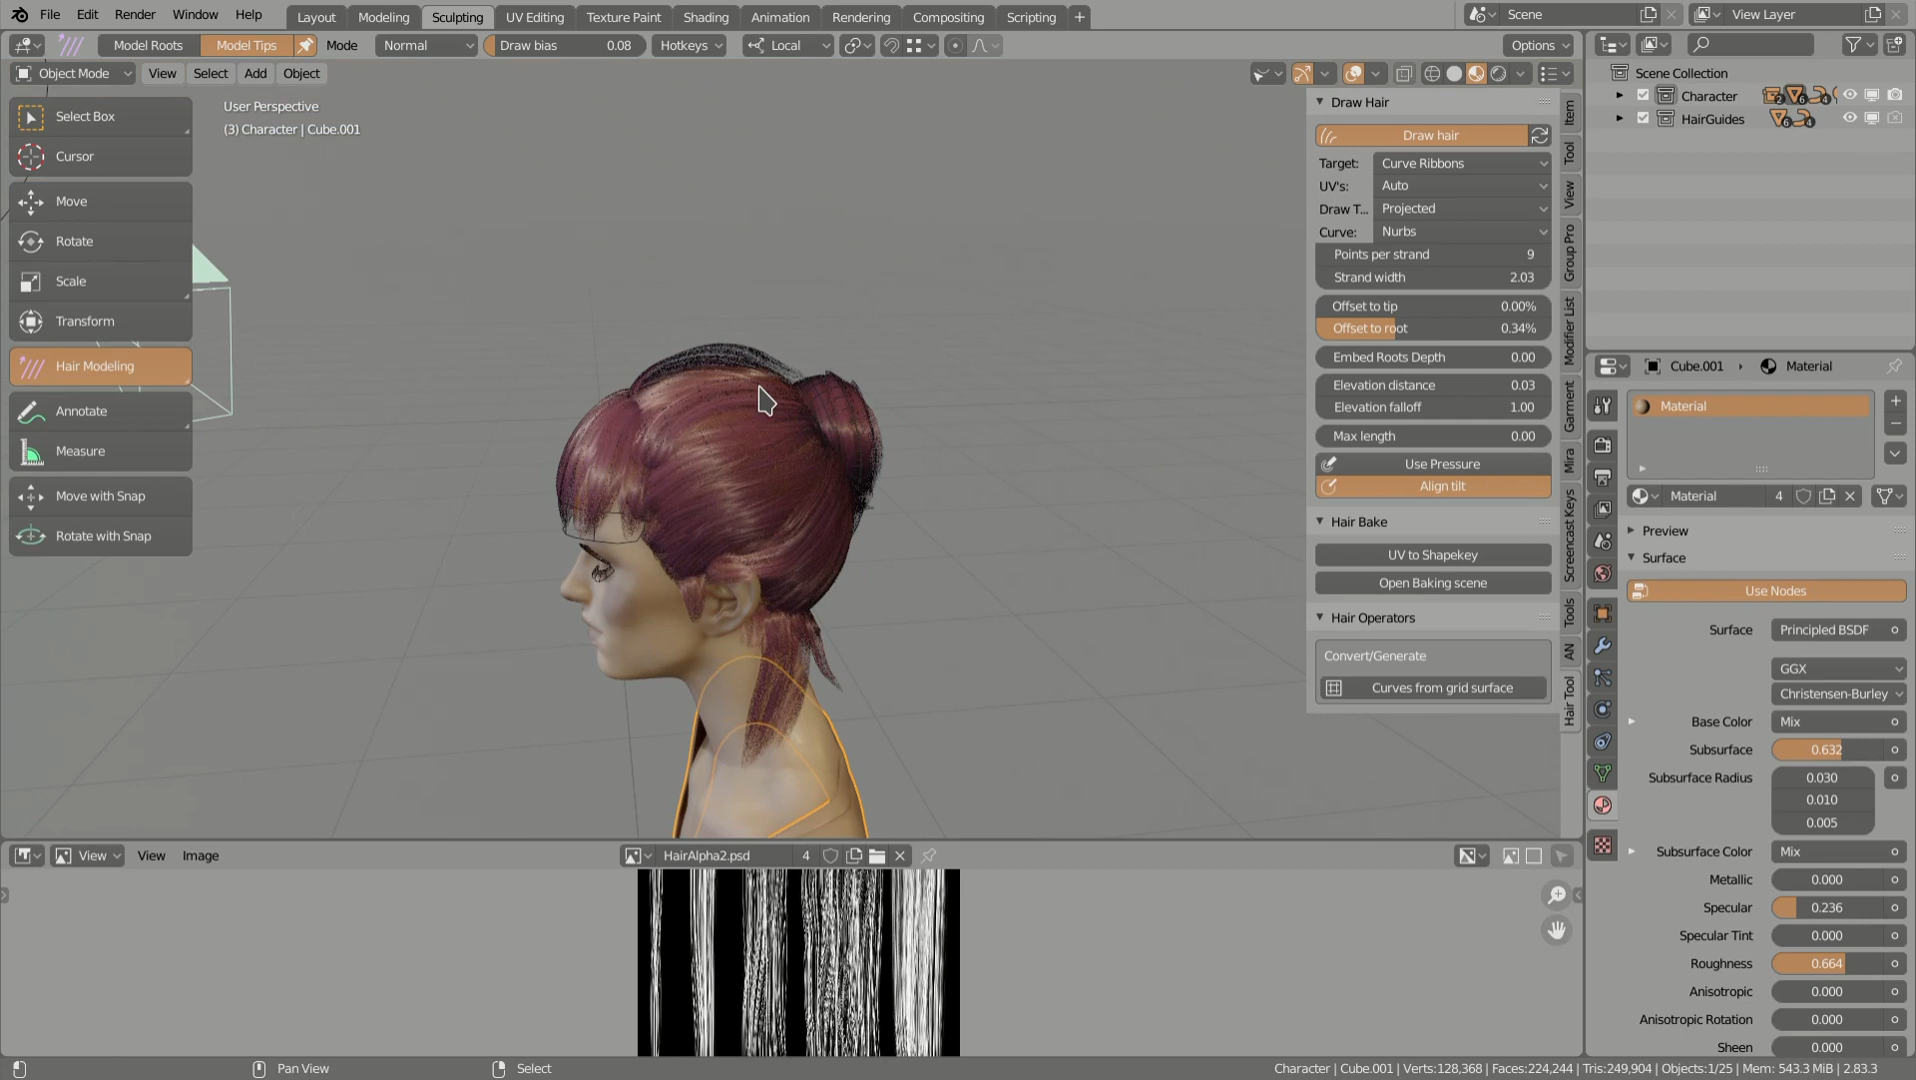 File Edit Render Window Help Layout Modeling Sculpting UV Editing Texture Paint Shading Animation Rendering Compositing Scripting + Scene View Layer
Model Roots Model Tips Mode Normal Draw bias 0.08 Hotkeys Local Options
Object Mode View Select Add Object
Select Box
Cursor
Move
Rotate
Scale
Transform
Hair Modeling
Annotate
Measure
Move with Snap
Rotate with Snap
User Perspective
(3) Character | Cube.001
Draw Hair
Draw hair
Target: Curve Ribbons
UV's: Auto
Draw T... Projected
Curve: Nurbs
Points per strand 9
Strand width 2.03
Offset to tip 0.00%
Offset to root 0.34%
Embed Roots Depth 0.00
Elevation distance 0.03
Elevation falloff 1.00
Max length 0.00
Use Pressure
Align tilt
Hair Bake
UV to Shapekey
Open Baking scene
Hair Operators
Convert/Generate
Curves from grid surface
Item
Tool
View
Group Pro
Modifier List
Garment
Mira
Screencast Keys
Tools
AN
Hair Tool
Scene Collection
Character 2 6 4
HairGuides 6 4
Cube.001 Material
Material
Material 4
Preview
Surface
Use Nodes
Surface Principled BSDF
GGX
Christensen-Burley
Base Color Mix
Subsurface 0.632
Subsurface Radius 0.030
0.010
0.005
Subsurface Color Mix
Metallic 0.000
Specular 0.236
Specular Tint 0.000
Roughness 0.664
Anisotropic 0.000
Anisotropic Rotation 0.000
Sheen 0.000
View View Image HairAlpha2.psd 4
Pan View Select Character | Cube.001 | Verts:128,368 | Faces:224,244 | Tris:249,904 | Objects:1/25 | Mem: 543.3 MiB | 2.83.3